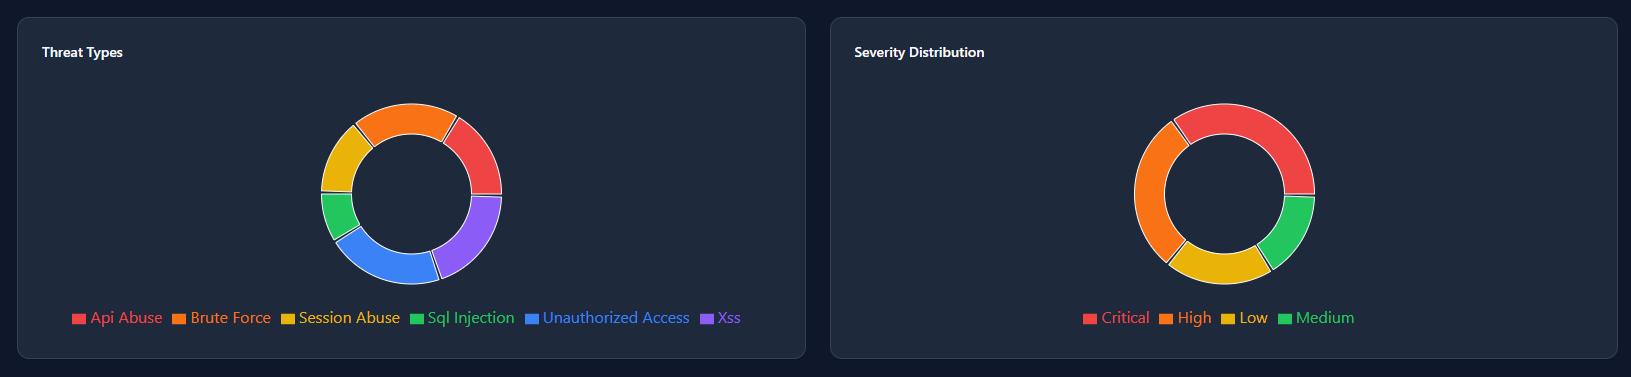 Threat Types
Api Abuse Brute Force Session Abuse Sql Injection Unauthorized Access Xss
Severity Distribution
Critical High Low Medium